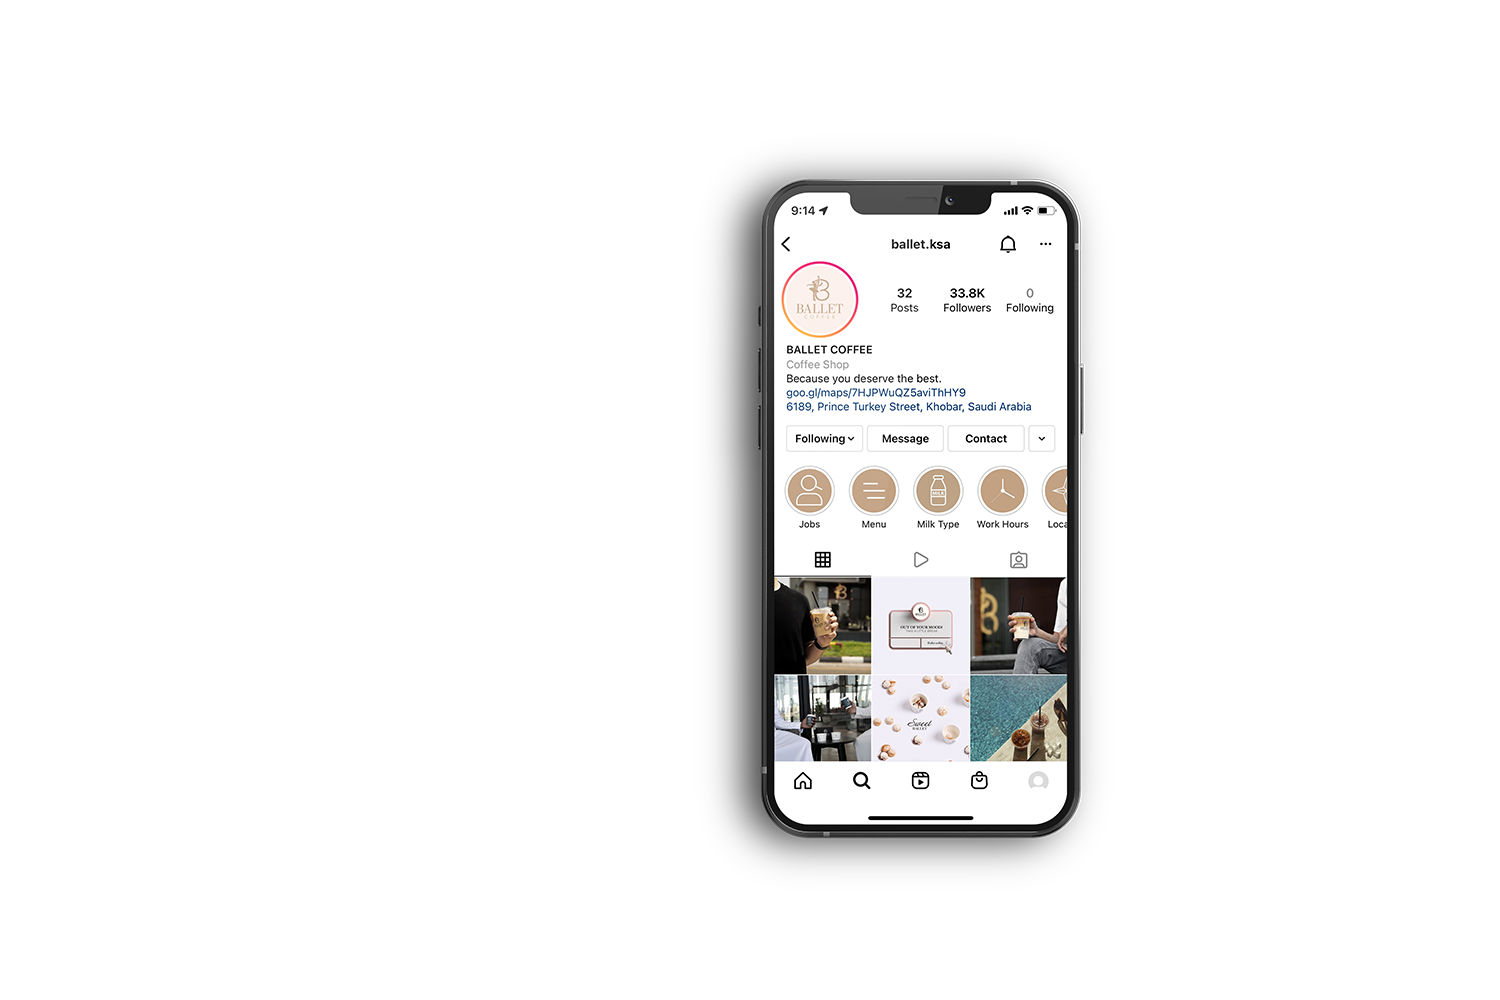 9:14
ballet.ksa
B
BALLET
COFFEE
32
Posts
33.8K
Followers
0
Following
BALLET COFFEE
Coffee Shop
Because you deserve the best.
goo.gl/maps/7HJPWuQZ5aviThHY9
6189, Prince Turkey Street, Khobar, Saudi Arabia
Following
Message
Contact
MILK
Jobs
Menu
Milk Type
Work Hours
Loca
B
BALLET
OUT OF YOUR MOOD?
B
Sweet
BALLET